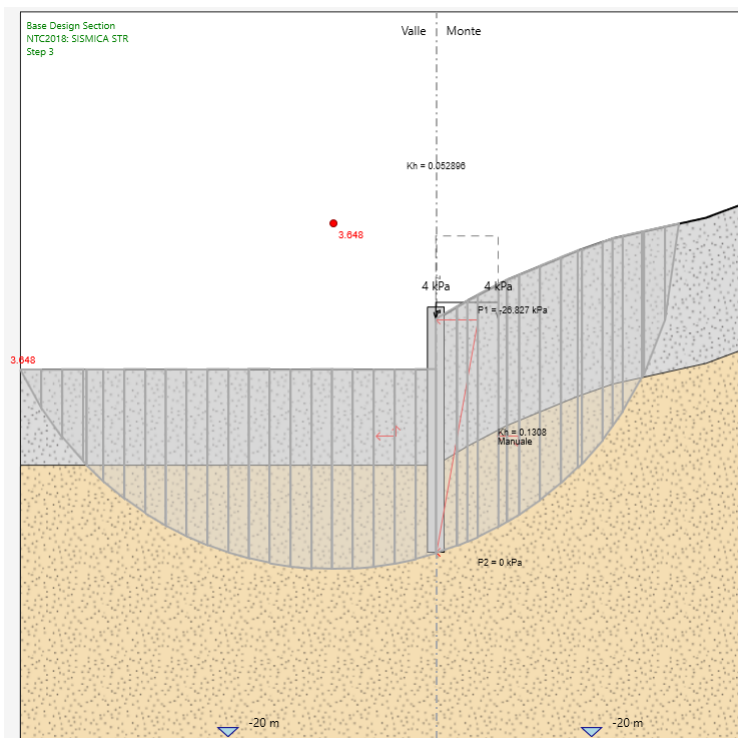 Base Design Section
NTC2018: SISMICA STR
Step 3
Valle
Monte
Kh = 0.052896
3.648
4 kPa
4 kPa
P1 = -26.827 kPa
3.648
Kh = 0.1308
Manuale
P2 = 0 kPa
-20 m
-20 m